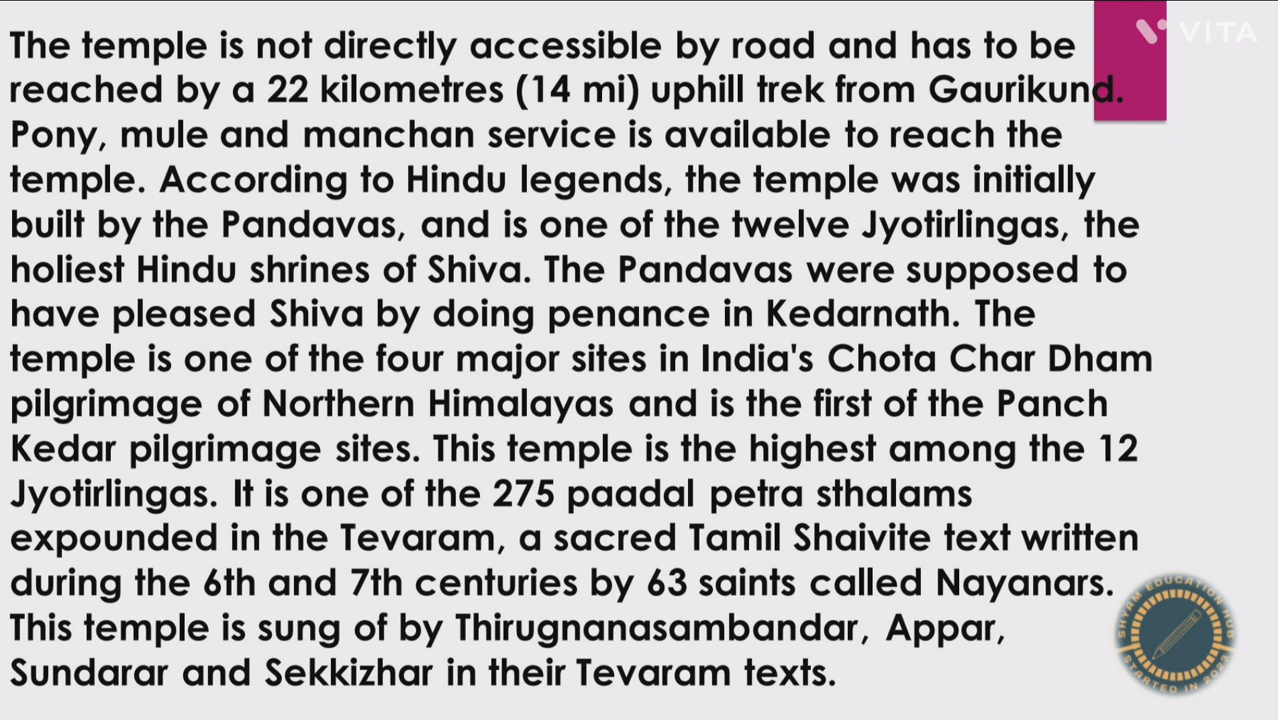 VITA
The temple is not directly accessible by road and has to be
reached by a 22 kilometres (14 mi) uphill trek from Gaurikund.
Pony, mule and manchan service is available to reach the
temple. According to Hindu legends, the temple was initially
built by the Pandavas, and is one of the twelve Jyotirlingas, the
holiest Hindu shrines of Shiva. The Pandavas were supposed to
have pleased Shiva by doing penance in Kedarnath. The
temple is one of the four major sites in India's Chota Char Dham
pilgrimage of Northern Himalayas and is the first of the Panch
Kedar pilgrimage sites. This temple is the highest among the 12
Jyotirlingas. It is one of the 275 paadal petra sthalams
expounded in the Tevaram, a sacred Tamil Shaivite text written
during the 6th and 7th centuries by 63 saints called Nayanars.
This temple is sung of by Thirugnanasambandar, Appar,
Sundarar and Sekkizhar in their Tevaram texts.
SHYAM EDUCATION HUB
STARTED IN 2023